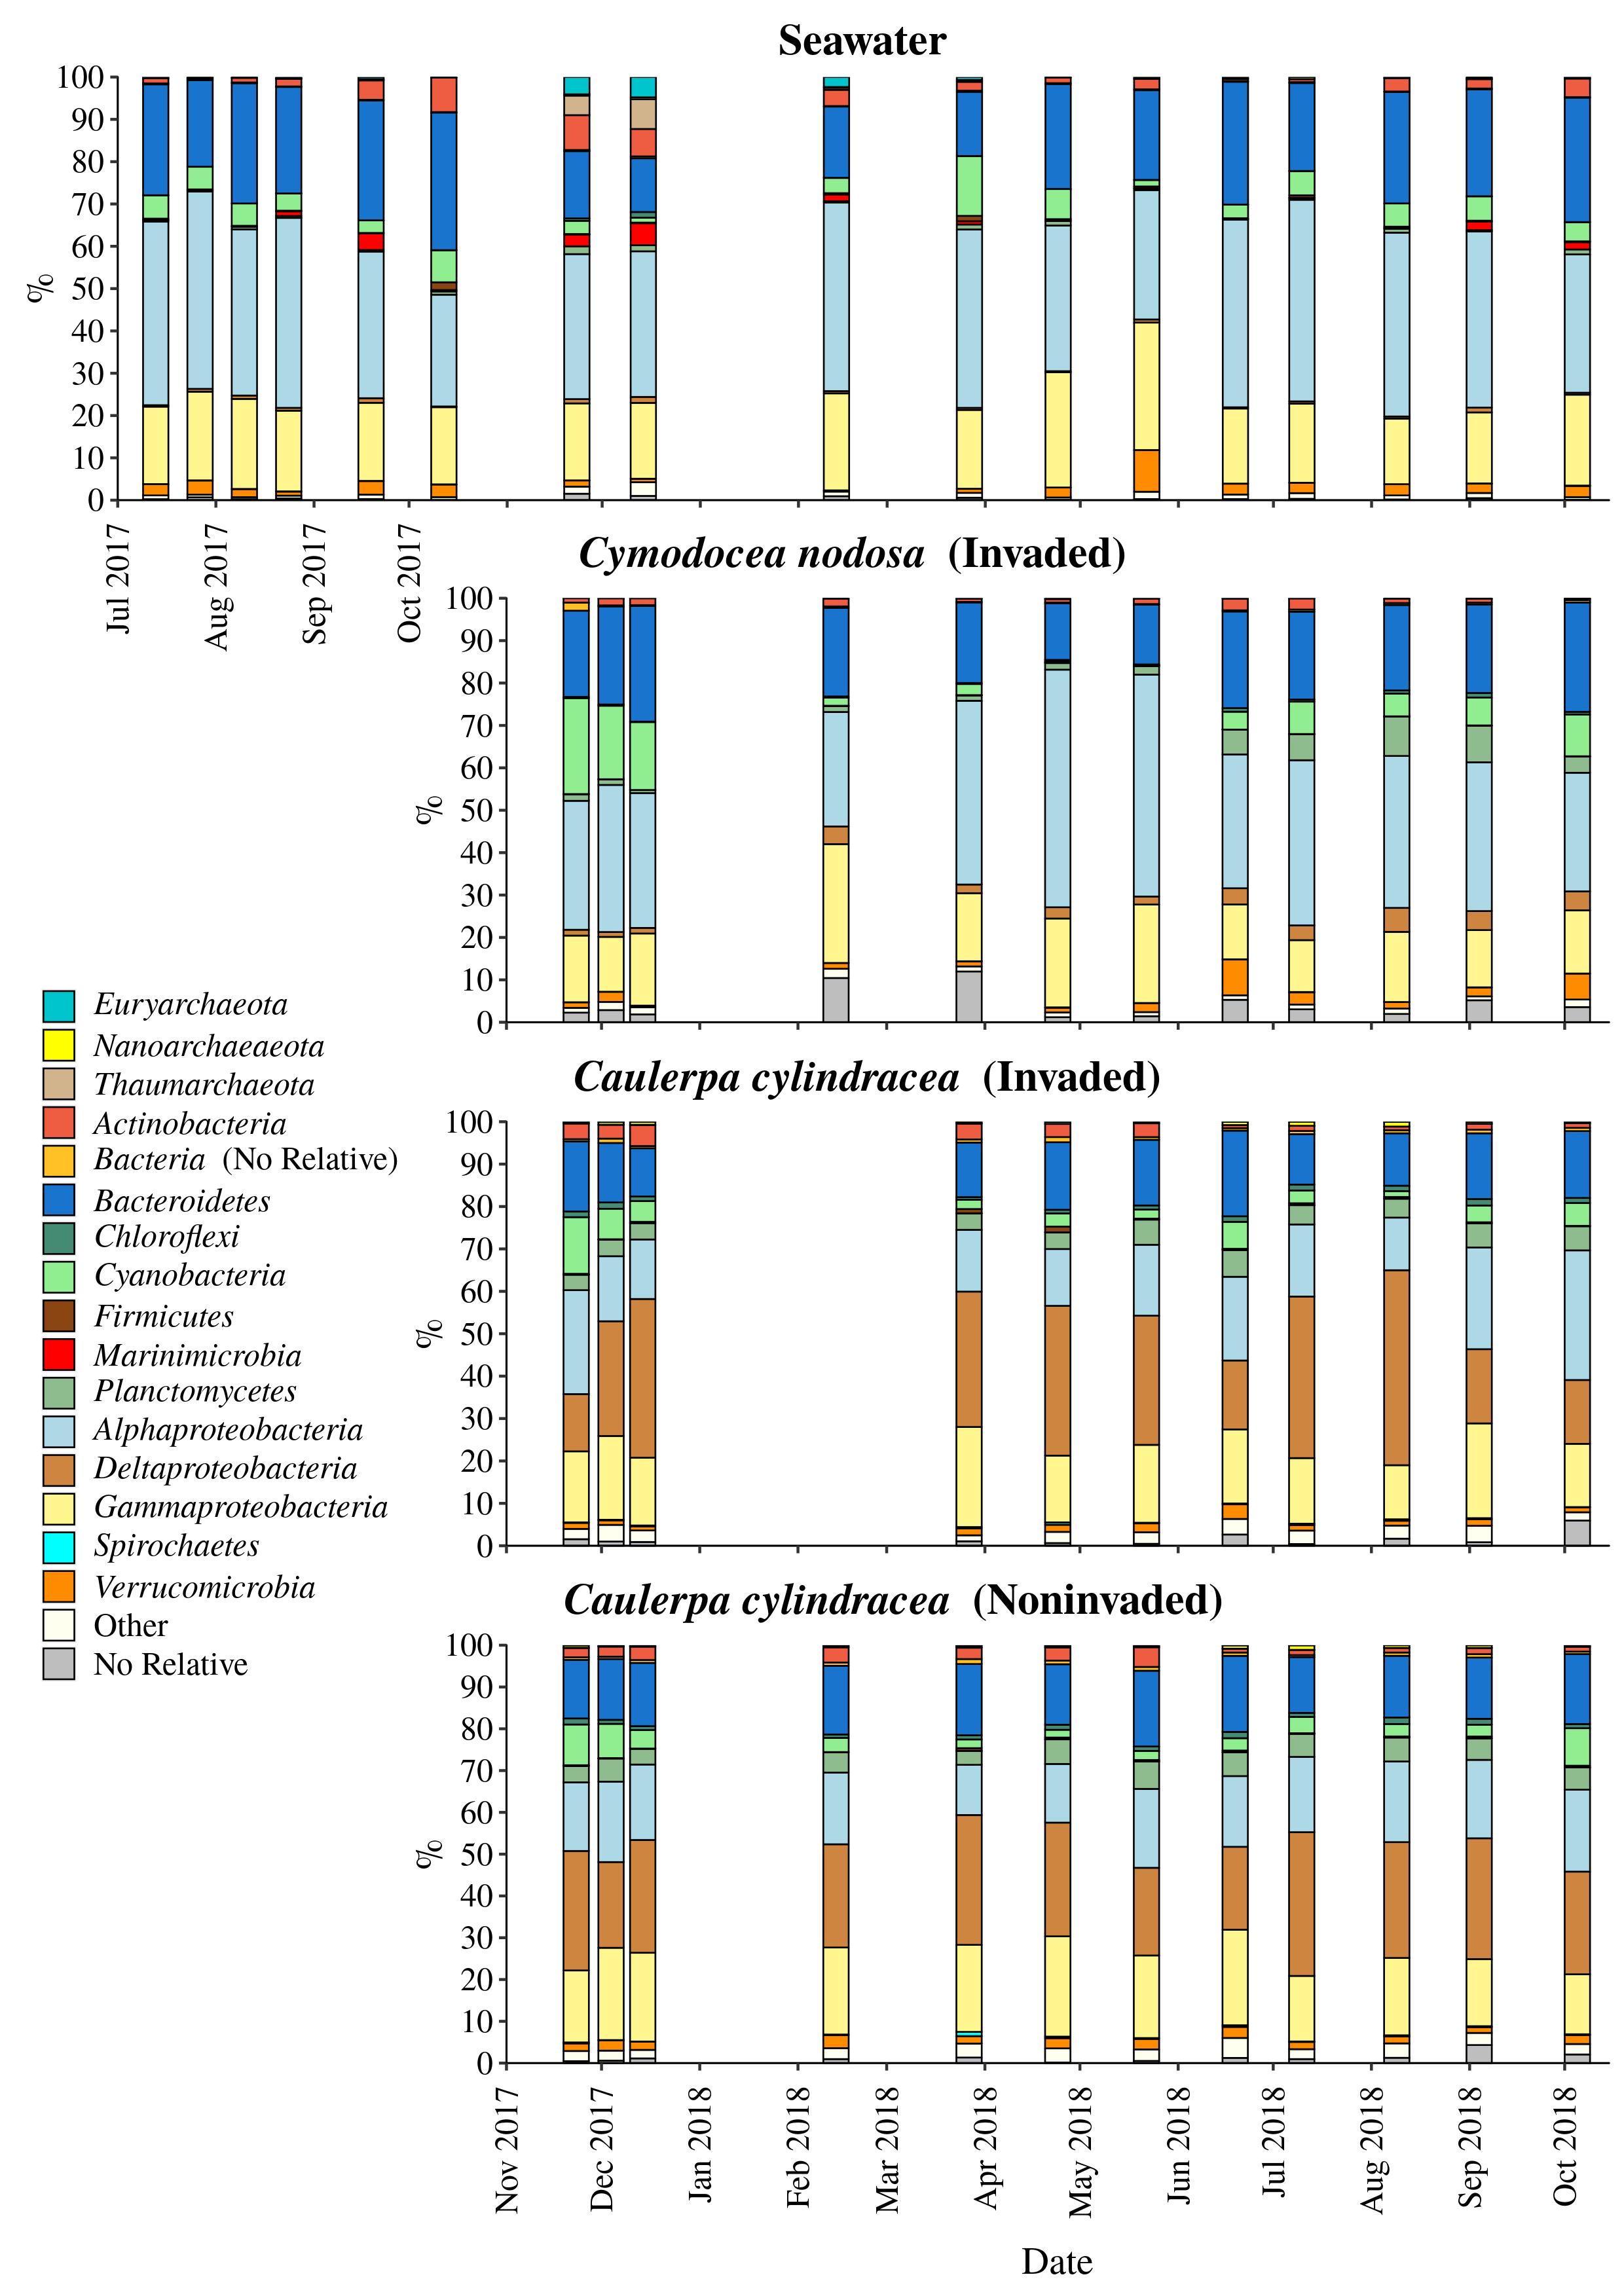 Seawater
100
90
80
70
60
50
40
30
20
10
0
%
Jul 2017
Aug 2017
Sep 2017
Oct 2017
Cymodocea nodosa (Invaded)
100
90
80
70
60
50
40
30
20
10
0
%
Caulerpa cylindracea (Invaded)
100
90
80
70
60
50
40
30
20
10
0
%
Euryarchaeota
Nanoarchaeaeota
Thaumarchaeota
Actinobacteria
Bacteria (No Relative)
Bacteroidetes
Chloroflexi
Cyanobacteria
Firmicutes
Marinimicrobia
Planctomycetes
Alphaproteobacteria
Deltaproteobacteria
Gammaproteobacteria
Spirochaetes
Verrucomicrobia
Other
No Relative
Caulerpa cylindracea (Noninvaded)
100
90
80
70
60
50
40
30
20
10
0
%
Nov 2017
Dec 2017
Jan 2018
Feb 2018
Mar 2018
Apr 2018
May 2018
Jun 2018
Jul 2018
Aug 2018
Sep 2018
Oct 2018
Date